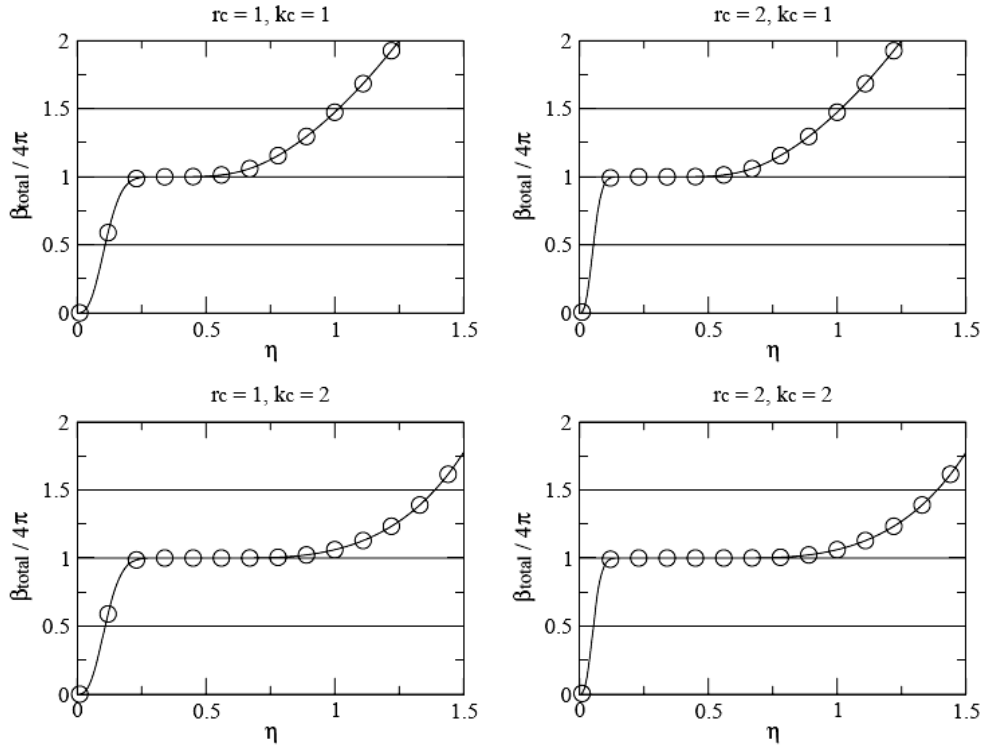 rc = 1, kc = 1
2
1.5
1
0.5
0
βtotal / 4π
0 0.5 1 1.5
η
rc = 2, kc = 1
2
1.5
1
0.5
0
βtotal / 4π
0 0.5 1 1.5
η
rc = 1, kc = 2
2
1.5
1
0.5
0
βtotal / 4π
0 0.5 1 1.5
η
rc = 2, kc = 2
2
1.5
1
0.5
0
βtotal / 4π
0 0.5 1 1.5
η